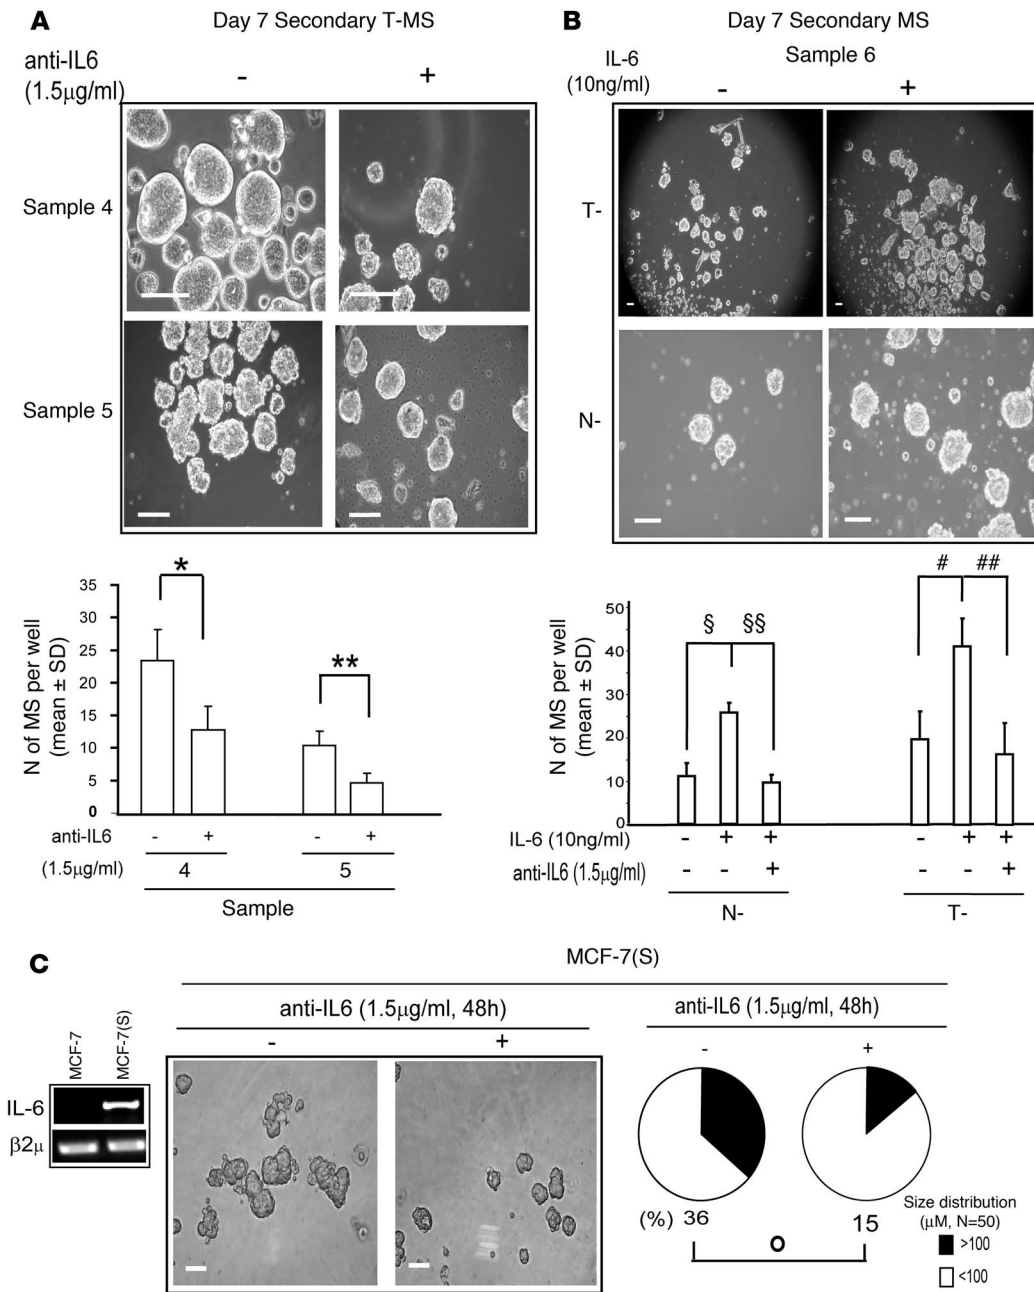 A
Day 7 Secondary T-MS
anti-IL6
(1.5µg/ml)
-
+
Sample 4
Sample 5
N of MS per well
(mean ± SD)
35
30
25
20
15
10
5
0
*
**
anti-IL6
- + - +
(1.5µg/ml)
4 5
Sample
B
Day 7 Secondary MS
Sample 6
IL-6
(10ng/ml)
-
+
T-
N-
N of MS per well
(mean ± SD)
50
40
30
20
10
0
§ §§
# ##
IL-6 (10ng/ml)
- + + - + +
anti-IL6 (1.5µg/ml)
- - + - - +
N- T-
C
MCF-7
MCF-7(S)
IL-6
β2µ
MCF-7(S)
anti-IL6 (1.5µg/ml, 48h)
- +
anti-IL6 (1.5µg/ml, 48h)
- +
(%) 36 15
O
Size distribution
(µM, N=50)
>100
<100